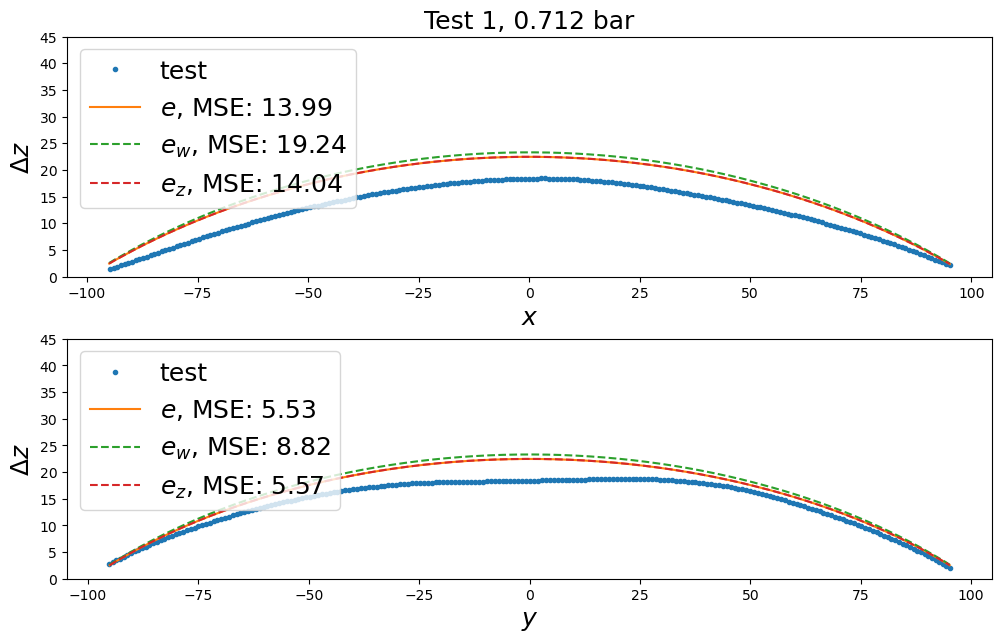 Test 1, 0.712 bar
45
40
35
30
25
20
15
10
5
0
Δz
test
e, MSE: 13.99
e_w, MSE: 19.24
e_z, MSE: 14.04
−100
−75
−50
−25
0
25
50
75
100
x
45
40
35
30
25
20
15
10
5
0
Δz
test
e, MSE: 5.53
e_w, MSE: 8.82
e_z, MSE: 5.57
−100
−75
−50
−25
0
25
50
75
100
y